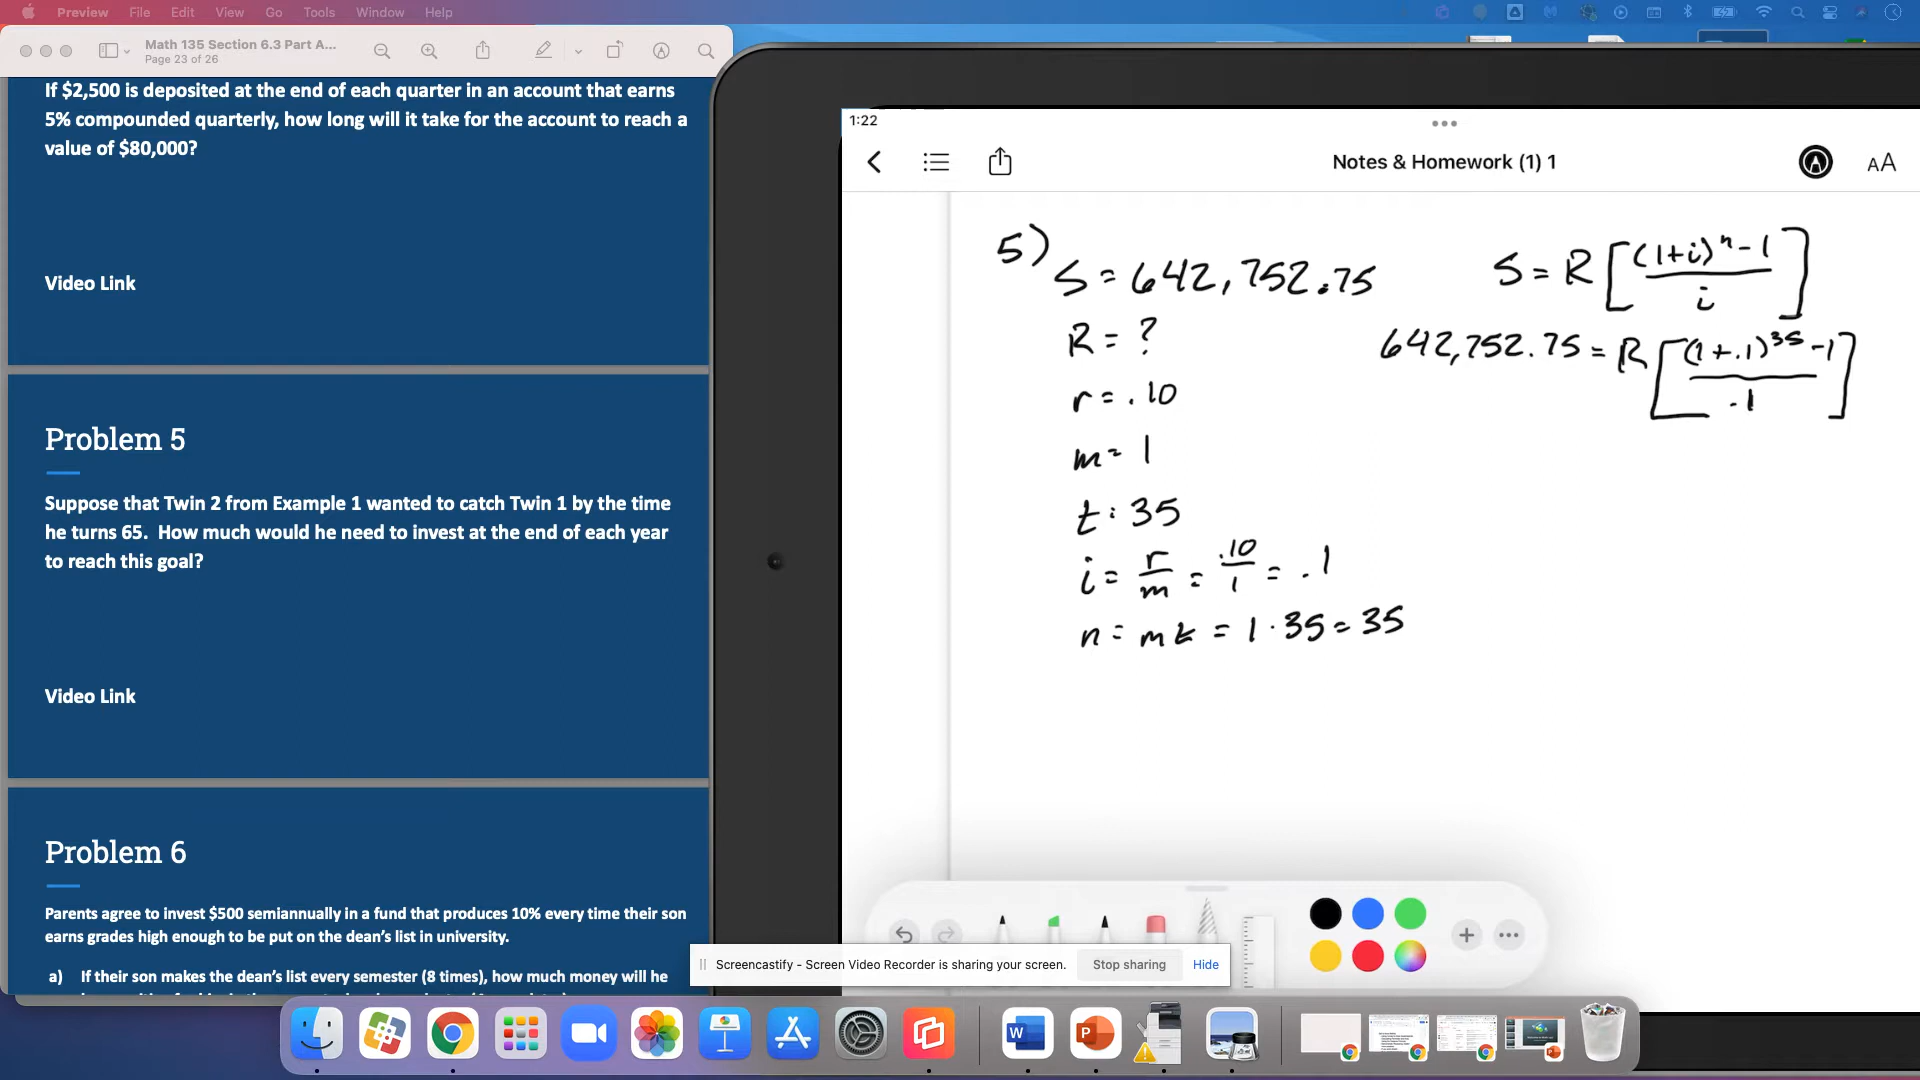 Preview File Edit View Go Tools Window Help
Math 135 Section 6.3 Part A...
Page 23 of 26
If $2,500 is deposited at the end of each quarter in an account that earns
5% compounded quarterly, how long will it take for the account to reach a
value of $80,000?
Video Link
Problem 5
Suppose that Twin 2 from Example 1 wanted to catch Twin 1 by the time
he turns 65. How much would he need to invest at the end of each year
to reach this goal?
Video Link
Problem 6
Parents agree to invest $500 semiannually in a fund that produces 10% every time their son
earns grades high enough to be put on the dean's list in university.
a) If their son makes the dean's list every semester (8 times), how much money will he
1:22
Notes & Homework (1) 1
AA
5)
S = 642,752.75
R = ?
r = .10
m = 1
t = 35
i = r/m = .10/1 = .1
n = mt = 1 · 35 = 35
S = R [ ((1+i)^n - 1) / i ]
642,752.75 = R [ ((1+.1)^35 - 1) / .1 ]
Screencastify - Screen Video Recorder is sharing your screen. Stop sharing Hide